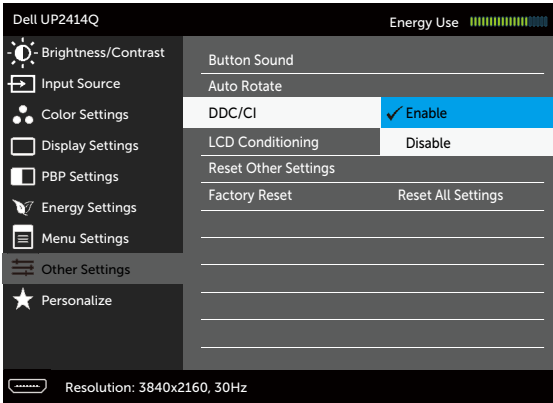 Dell UP2414Q
Energy Use
Brightness/Contrast
Input Source
Color Settings
Display Settings
PBP Settings
Energy Settings
Menu Settings
Other Settings
Personalize
Button Sound
Auto Rotate
DDC/CI
Enable
LCD Conditioning
Disable
Reset Other Settings
Factory Reset
Reset All Settings
Resolution: 3840x2160, 30Hz